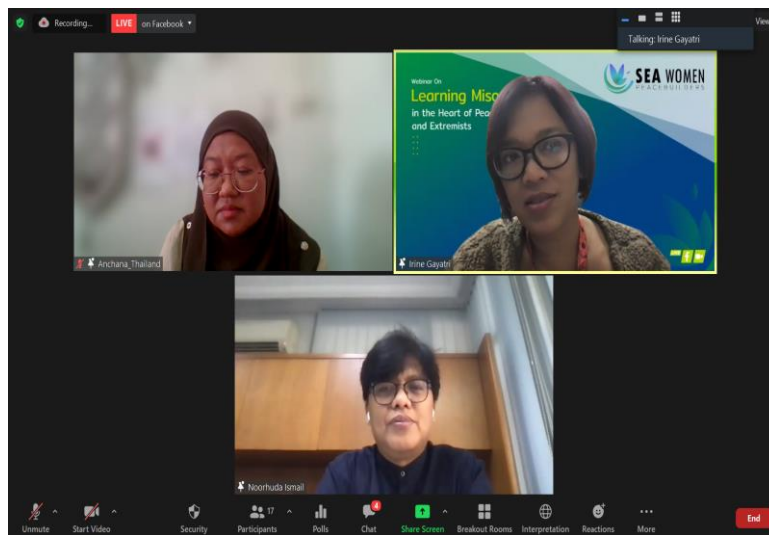 Recording...
LIVE on Facebook
View
Talking: Irine Gayatri
Webinar On
Learning Miso
in the Heart of Pea
and Extremists
SEA WOMEN
PEACEBUILDERS
Anchana_Thailand
Irine Gayatri
Noorhuda Ismail
Unmute
Start Video
Security
17
Participants
Polls
4
Chat
Share Screen
Breakout Rooms
Interpretation
Reactions
More
End